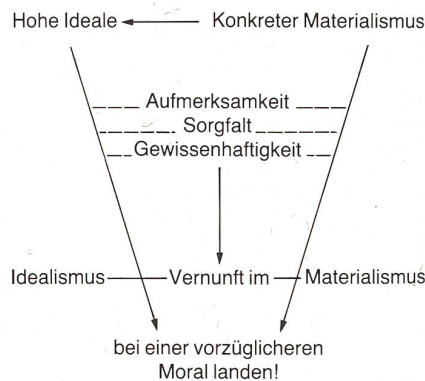 Hohe Ideale Konkreter Materialismus
Aufmerksamkeit
Sorgfalt
Gewissenhaftigkeit
Idealismus Vernunft im Materialismus
bei einer vorzüglicheren
Moral landen!